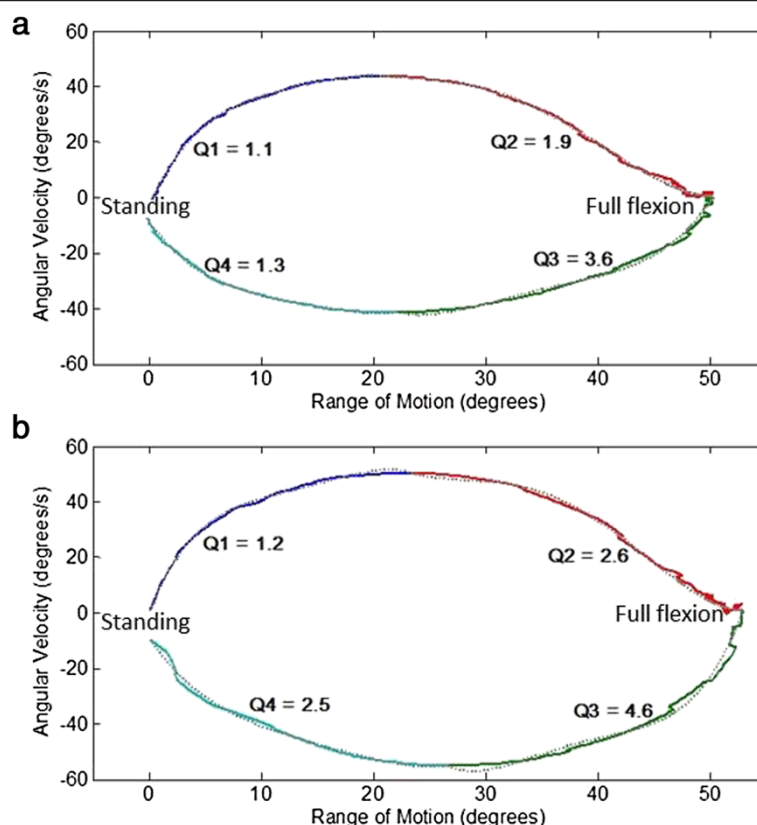 a
60
40
20
0
-20
-40
-60
Angular Velocity (degrees/s)
Q1 = 1.1
Q2 = 1.9
Standing
Full flexion
Q4 = 1.3
Q3 = 3.6
0 10 20 30 40 50
Range of Motion (degrees)
b
60
40
20
0
-20
-40
-60
Angular Velocity (degrees/s)
Q1 = 1.2
Q2 = 2.6
Standing
Full flexion
Q4 = 2.5
Q3 = 4.6
0 10 20 30 40 50
Range of Motion (degrees)